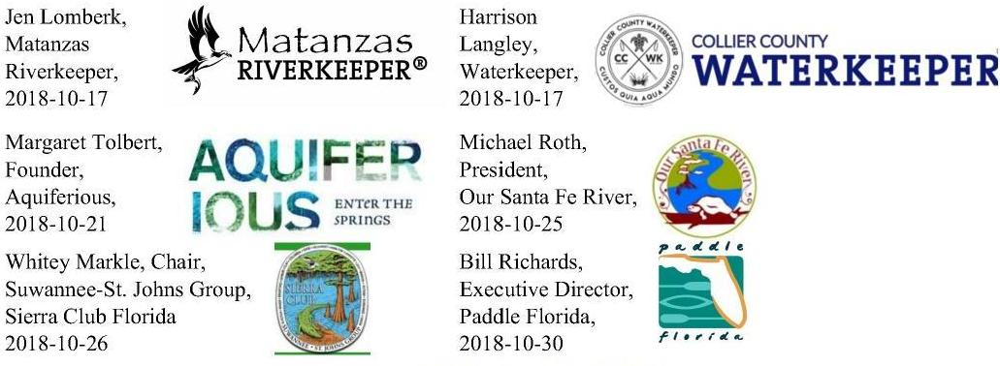 Jen Lomberk,
Matanzas
Riverkeeper,
2018-10-17
Matanzas
RIVERKEEPER®
Harrison
Langley,
Waterkeeper,
2018-10-17
COLLIER COUNTY WATERKEEPER
CC WK
CUSTOS QUIA AQUA MUNDO
COLLIER COUNTY
WATERKEEPER
Margaret Tolbert,
Founder,
Aquiferious,
2018-10-21
AQUIFER
IOUS
ENTER THE
SPRINGS
Michael Roth,
President,
Our Santa Fe River,
2018-10-25
Our Santa Fe River
Whitey Markle, Chair,
Suwannee-St. Johns Group,
Sierra Club Florida
2018-10-26
SIERRA
CLUB
SUWANNEE - ST JOHNS GROUP
Bill Richards,
Executive Director,
Paddle Florida,
2018-10-30
paddle
florida